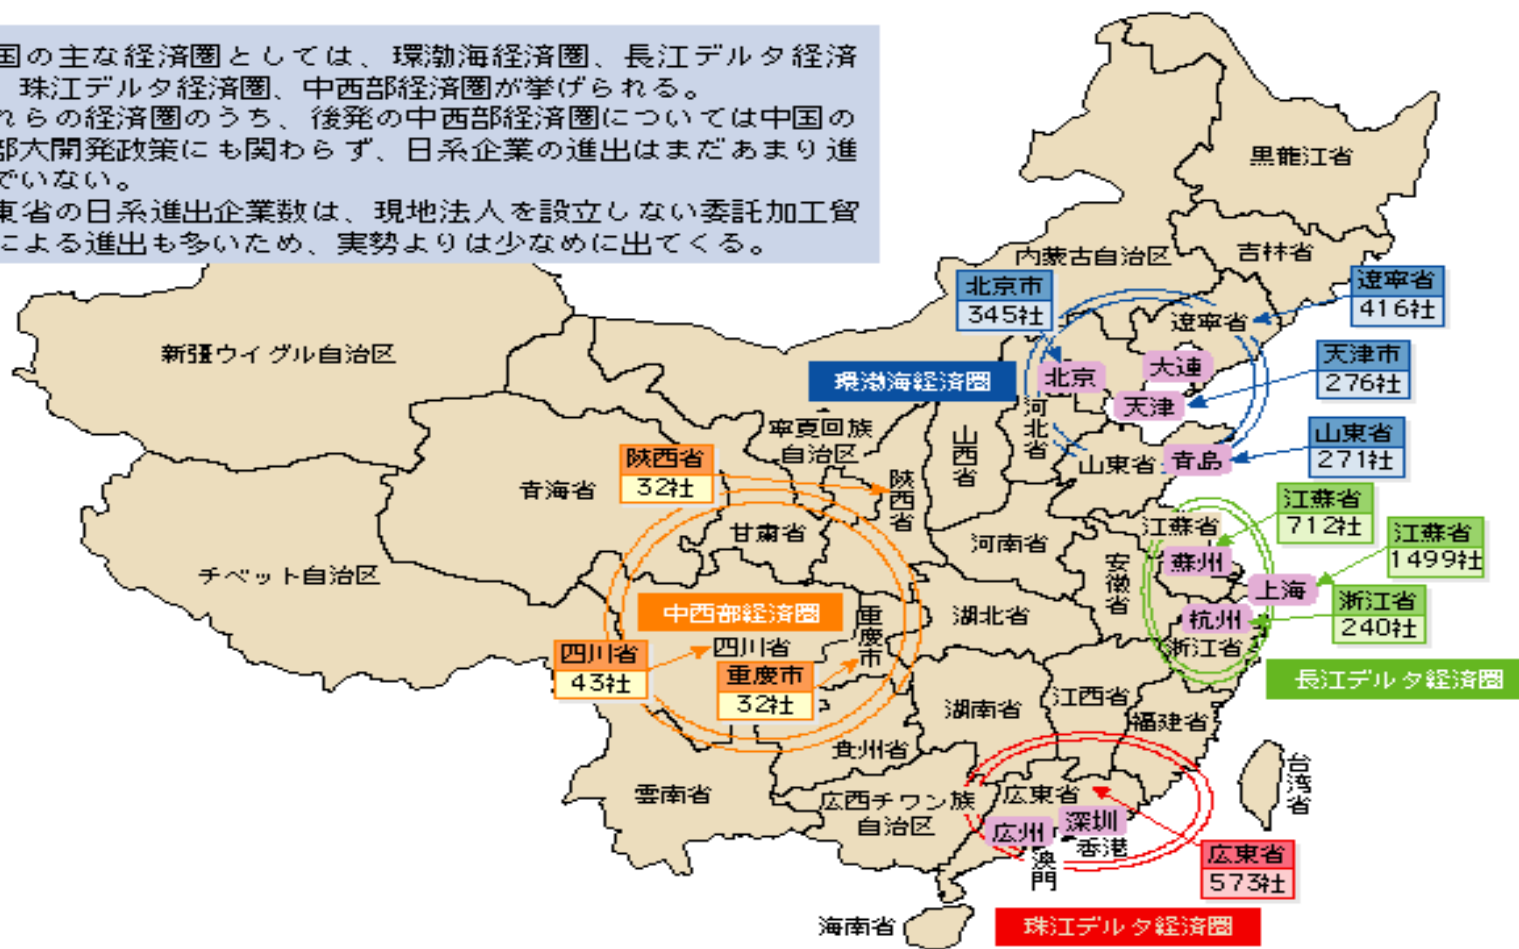 国の主な経済圏としては、環渤海経済圏、長江デルタ経済
珠江デルタ経済圏、中西部経済圏が挙げられる。
れらの経済圏のうち、後発の中西部経済圏については中国の
部大開発政策にも関わらず、日系企業の進出はまだあまり進
でいない。
東省の日系進出企業数は、現地法人を設立しない委託加工貿
による進出も多いため、実勢よりは少なめに出てくる。
黒龍江省
内蒙古自治区
吉林省
北京市
345社
遼寧省
416社
遼寧省
新疆ウイグル自治区
環渤海経済圏
北京
大連
天津市
276社
天津
河北省
寧夏回族
自治区
山西省
山東省
271社
陝西省
32社
青海省
陝西省
山東省
青島
甘粛省
河南省
江蘇省
712社
江蘇省
江蘇省
1499社
蘇州
安徽省
チベット自治区
上海
浙江省
240社
中西部経済圏
重慶市
湖北省
杭州
浙江省
四川省
四川省
43社
重慶市
32社
長江デルタ経済圏
湖南省
江西省
福建省
貴州省
雲南省
広西チワン族
自治区
広東省
台湾省
広州
深圳
香港
澳門
広東省
573社
海南省
珠江デルタ経済圏